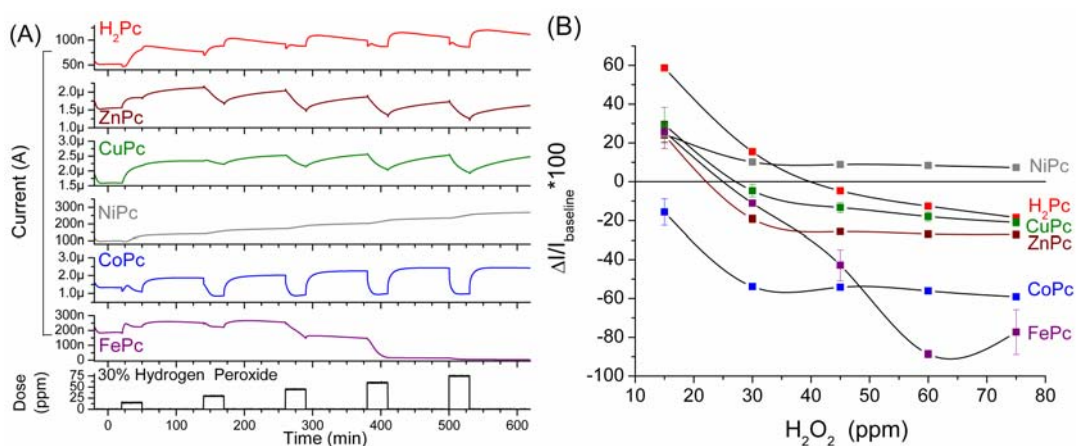 (A)
H2Pc
100n
50n
2.0μ
1.5μ
1.0μ
ZnPc
3.0μ
2.5μ
2.0μ
1.5μ
CuPc
300n
200n
100n
NiPc
3.0μ
2.0μ
1.0μ
CoPc
300n
200n
100n
0n
FePc
Current (A)
30% Hydrogen Peroxide
75
50
25
0
Dose
(ppm)
0 100 200 300 400 500 600
Time (min)
(B)
60
40
20
0
-20
-40
-60
-80
-100
ΔI/Ibaseline*100
NiPc
H2Pc
CuPc
ZnPc
CoPc
FePc
10 20 30 40 50 60 70 80
H2O2 (ppm)